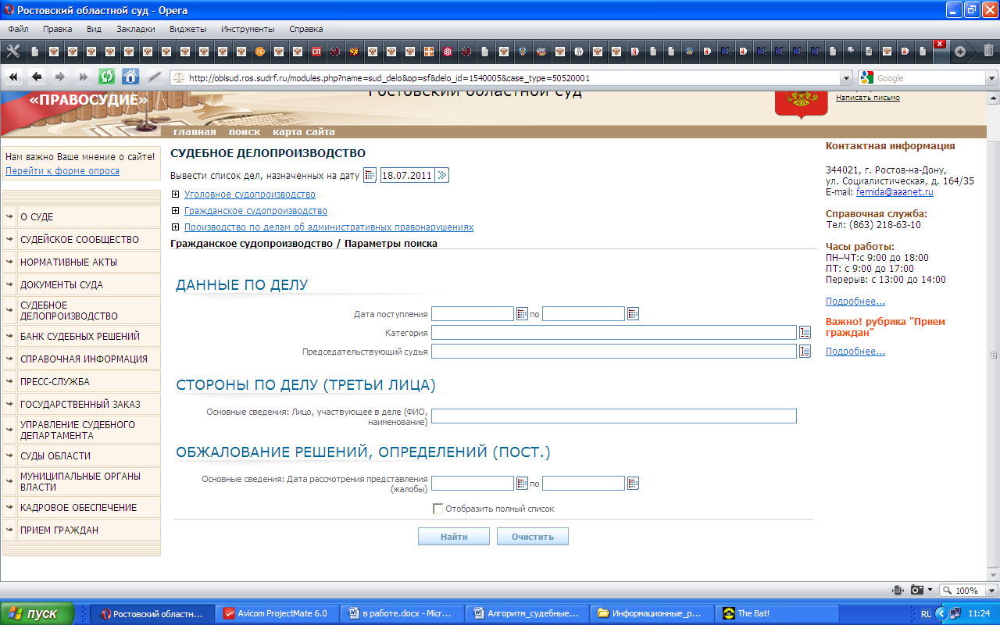 Ростовский областной суд - Opera
Файл Правка Вид Закладки Виджеты Инструменты Справка
http://oblsud.ros.sudrf.ru/modules.php?name=sud_delo&op=sf&delo_id=1540005&case_type=50520001
Google
«ПРАВОСУДИЕ»
Ростовский областной суд
Написать письмо
главная поиск карта сайта
Нам важно Ваше мнение о сайте!
Перейти к форме опроса
О СУДЕ
СУДЕЙСКОЕ СООБЩЕСТВО
НОРМАТИВНЫЕ АКТЫ
ДОКУМЕНТЫ СУДА
СУДЕБНОЕ
ДЕЛОПРОИЗВОДСТВО
БАНК СУДЕБНЫХ РЕШЕНИЙ
СПРАВОЧНАЯ ИНФОРМАЦИЯ
ПРЕСС-СЛУЖБА
ГОСУДАРСТВЕННЫЙ ЗАКАЗ
УПРАВЛЕНИЕ СУДЕБНОГО
ДЕПАРТАМЕНТА
СУДЫ ОБЛАСТИ
МУНИЦИПАЛЬНЫЕ ОРГАНЫ
ВЛАСТИ
КАДРОВОЕ ОБЕСПЕЧЕНИЕ
ПРИЕМ ГРАЖДАН
СУДЕБНОЕ ДЕЛОПРОИЗВОДСТВО
Вывести список дел, назначенных на дату 18.07.2011
Уголовное судопроизводство
Гражданское судопроизводство
Производство по делам об административных правонарушениях
Гражданское судопроизводство / Параметры поиска
ДАННЫЕ ПО ДЕЛУ
Дата поступления по
Категория
Председательствующий судья
СТОРОНЫ ПО ДЕЛУ (ТРЕТЬИ ЛИЦА)
Основные сведения: Лицо, участвующее в деле (ФИО,
наименование)
ОБЖАЛОВАНИЕ РЕШЕНИЙ, ОПРЕДЕЛЕНИЙ (ПОСТ.)
Основные сведения: Дата рассмотрения представления
(жалобы) по
Отобразить полный список
Найти Очистить
Контактная информация
344021, г. Ростов-на-Дону,
ул. Социалистическая, д. 164/35
E-mail: femida@aaanet.ru
Справочная служба:
Тел: (863) 218-63-10
Часы работы:
ПН–ЧТ:с 9:00 до 18:00
ПТ: с 9:00 до 17:00
Перерыв: с 13:00 до 14:00
Подробнее...
Важно! рубрика "Прием
граждан"
Подробнее...
100%
пуск
Ростовский областн...
Avicom ProjectMate 6.0
в работе.docx - Micr...
Алгоритм_судебные...
Информационные_р...
The Bat!
RU
11:24